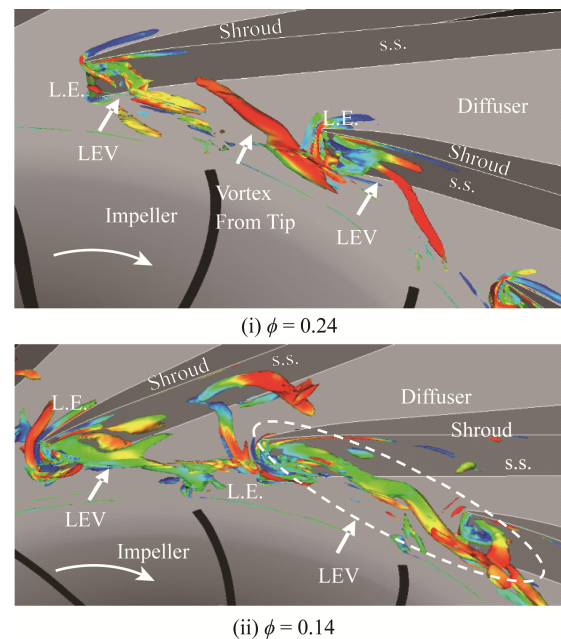 Shroud
s.s.
L.E.
Diffuser
L.E.
LEV
Shroud
s.s.
Vortex
From Tip
Impeller
LEV
(i) ϕ = 0.24
s.s.
Shroud
L.E.
Diffuser
Shroud
s.s.
L.E.
LEV
Impeller
LEV
(ii) ϕ = 0.14